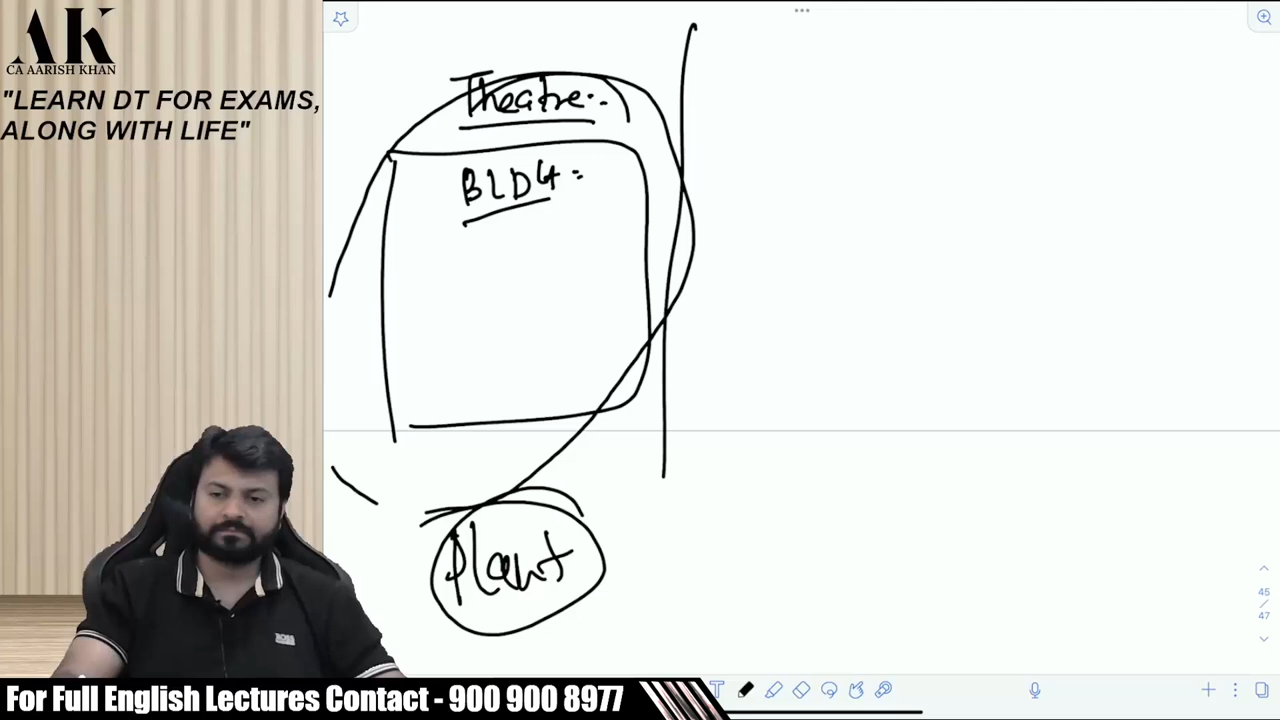 AK
CA AARISH KHAN
"LEARN DT FOR EXAMS,
ALONG WITH LIFE"
Theatre:.
BLDG:
Plant
45
/
47
BOSS
T
For Full English Lectures Contact - 900 900 8977